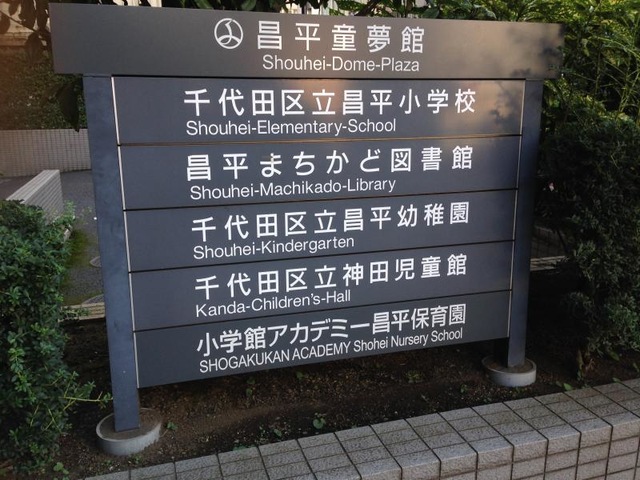 昌平童夢館
Shouhei-Dome-Plaza
千代田区立昌平小学校
Shouhei-Elementary-School
昌平まちかど図書館
Shouhei-Machikado-Library
千代田区立昌平幼稚園
Shouhei-Kindergarten
千代田区立神田児童館
Kanda-Children's-Hall
小学館アカデミー昌平保育園
SHOGAKUKAN ACADEMY Shohei Nursery School